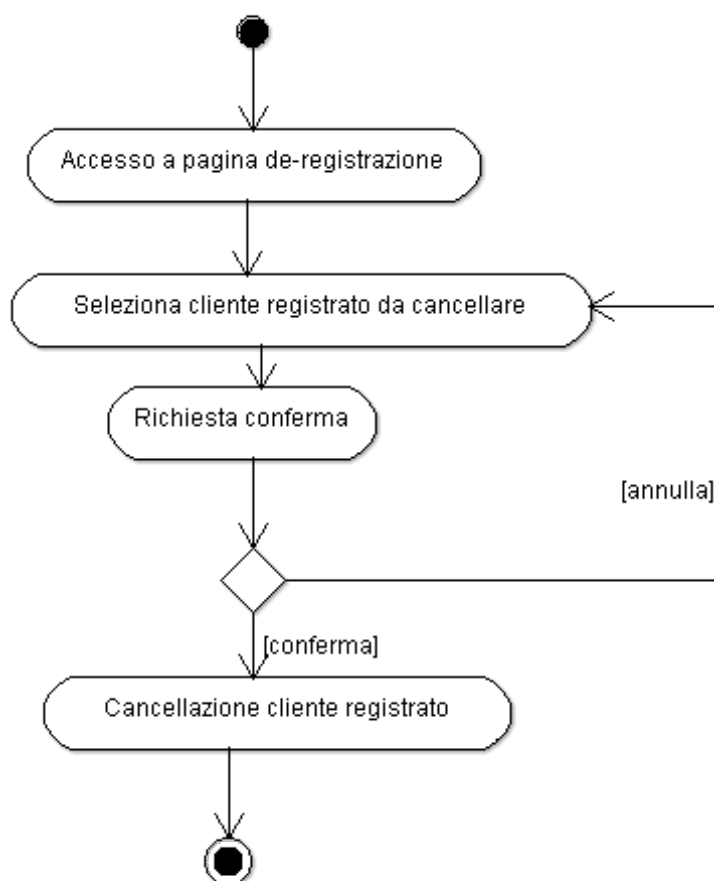 Accesso a pagina de-registrazione
Seleziona cliente registrato da cancellare
Richiesta conferma
[annulla]
[conferma]
Cancellazione cliente registrato